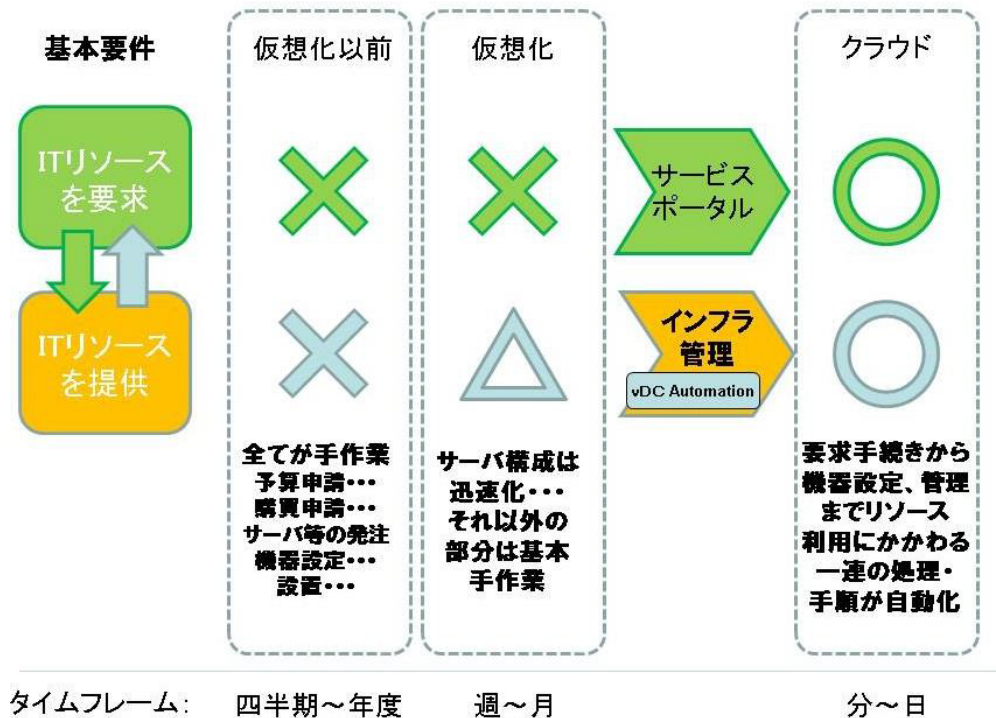 基本要件
仮想化以前
仮想化
クラウド
ITリソース
を要求
サービス
ポータル
ITリソース
を提供
インフラ
管理
vDC Automation
全てが手作業
予算申請・・・
購買申請・・・
サーバ等の発注
機器設定・・・
設置・・・
サーバ構成は
迅速化・・・
それ以外の
部分は基本
手作業
要求手続きから
機器設定、管理
までリソース
利用にかかわる
一連の処理・
手順が自動化
タイムフレーム:
四半期～年度
週～月
分～日